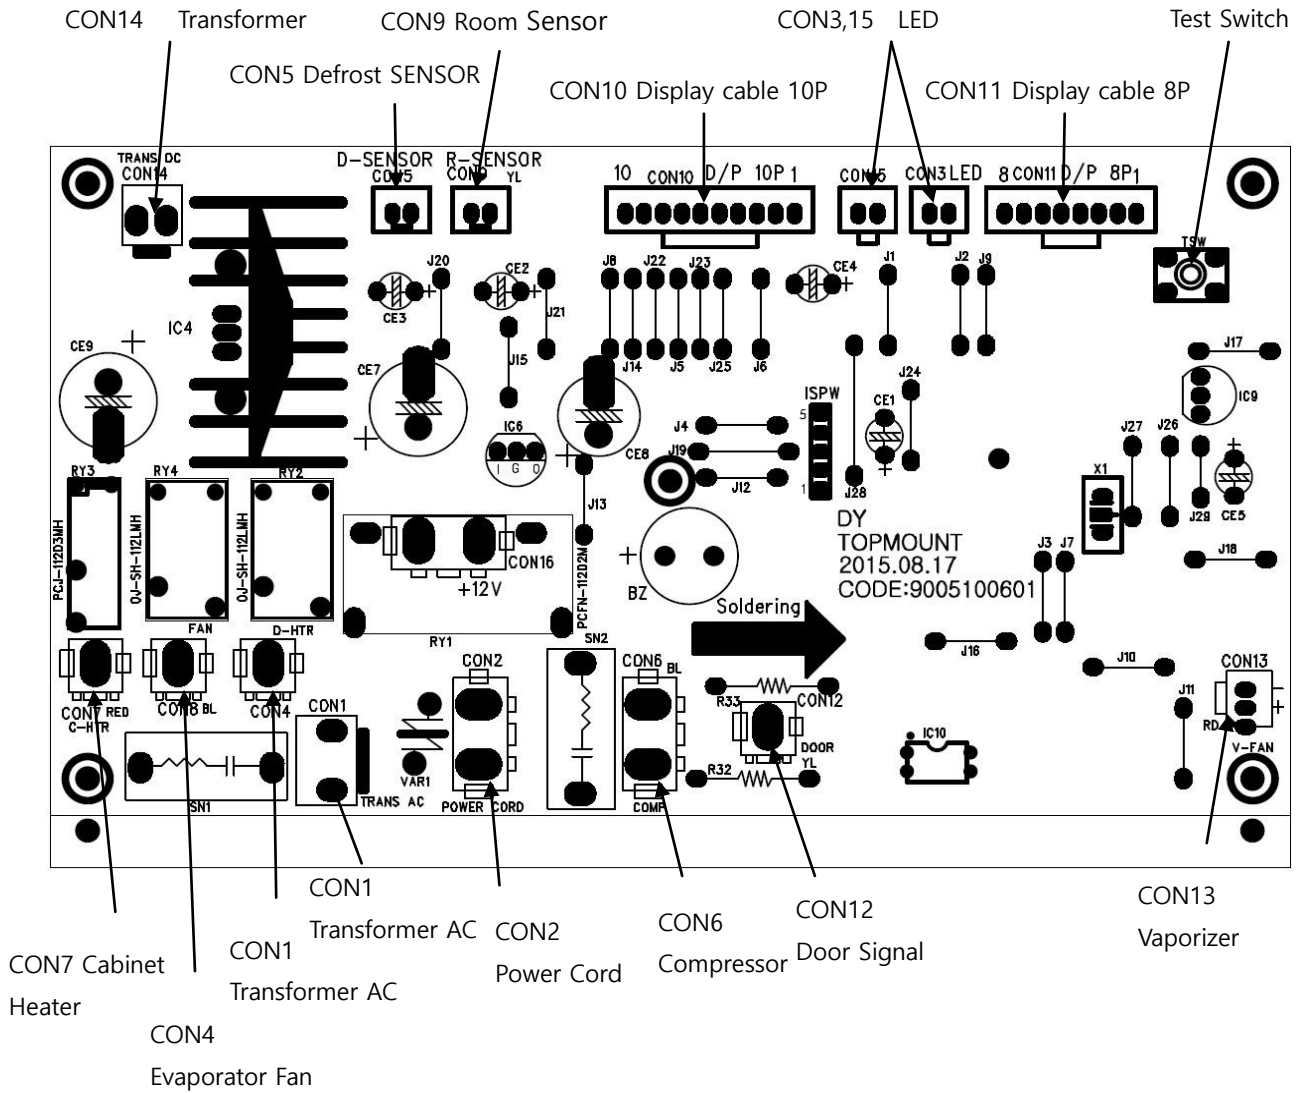 CON14 Transformer
CON9 Room Sensor
CON3,15 LED
Test Switch
CON5 Defrost SENSOR
CON10 Display cable 10P
CON11 Display cable 8P
TRANS DC
CON14
D-SENSOR
CON5
R-SENSOR
CON9
YL
10 CON10 D/P 10P 1
CON15
CON3 LED
8 CON11 D/P 8P 1
TSW
J20
CE2
J8
J22
J23
CE4
J1
J2
J9
CE3
J21
IC4
CE9
CE7
J15
J14
J5
J25
J6
J17
ISPW
5
1
CE1
J24
IC9
IC6
I G O
J4
J19
J12
CE8
J28
J27
J26
X1
J29
CE5
RY3
RY4
RY2
J13
PCJ-112D3MH
OJ-SH-112LMH
OJ-SH-112LMH
CON16
+12V
PCFN-112D2M
BZ
DY
TOPMOUNT
2015.08.17
CODE:9005100601
J3
J7
J18
Soldering
FAN
D-HTR
RY1
SN2
J16
J10
CON7 RED
C-HTR
CON8 BL
CON4
CON1
CON2
CON6 BL
R33
CON12
CON13
J11
RD
V-FAN
SN1
TRANS AC
VAR1
POWER CORD
COMP
R32
DOOR
YL
IC10
CON1
Transformer AC
CON2
Power Cord
CON6
Compressor
CON12
Door Signal
CON13
Vaporizer
CON7 Cabinet
Heater
CON1
Transformer AC
CON4
Evaporator Fan